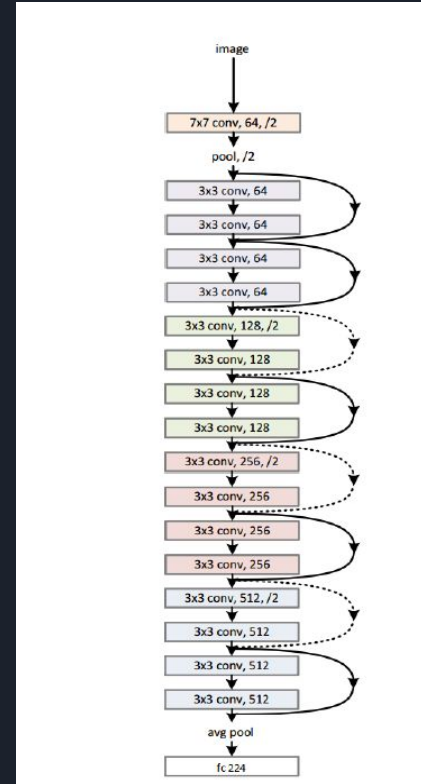 image
7x7 conv, 64, /2
pool, /2
3x3 conv, 64
3x3 conv, 64
3x3 conv, 64
3x3 conv, 64
3x3 conv, 128, /2
3x3 conv, 128
3x3 conv, 128
3x3 conv, 128
3x3 conv, 256, /2
3x3 conv, 256
3x3 conv, 256
3x3 conv, 256
3x3 conv, 512, /2
3x3 conv, 512
3x3 conv, 512
3x3 conv, 512
avg pool
fc 224